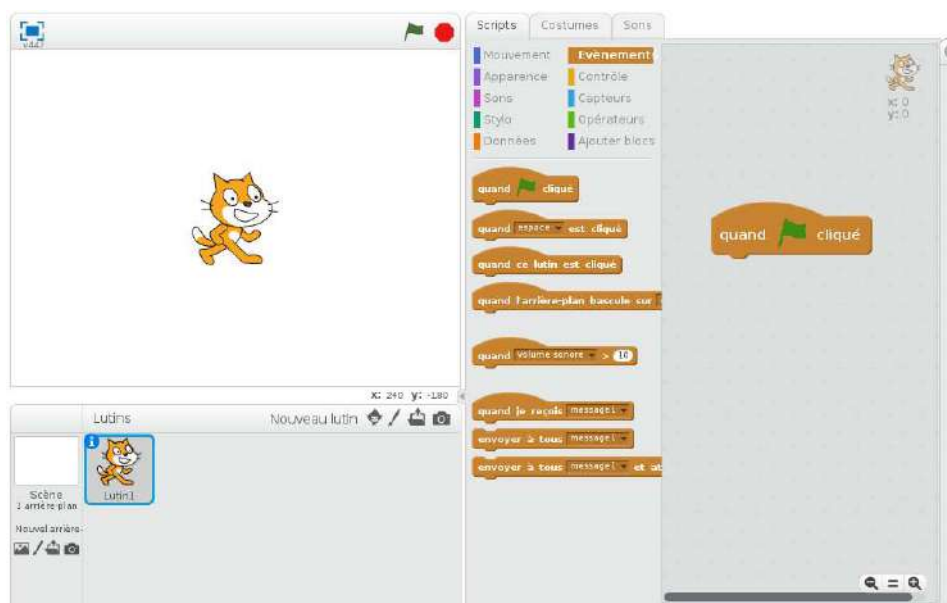 v447
Scripts
Costumes
Sons
Mouvement
Evènement
Apparence
Contrôle
Sons
Capteurs
Stylo
Opérateurs
Données
Ajouter blocs
quand cliqué
quand espace est cliqué
quand ce lutin est cliqué
quand l'arrière-plan bascule sur
quand volume sonore > 10
quand je reçois message1
envoyer à tous message1
envoyer à tous message1 et at
x: 0
y: 0
quand cliqué
x: 240 y: -180
Lutins
Nouveau lutin
Scène
1 arrière-plan
Nouvel arrière-
Lutin1